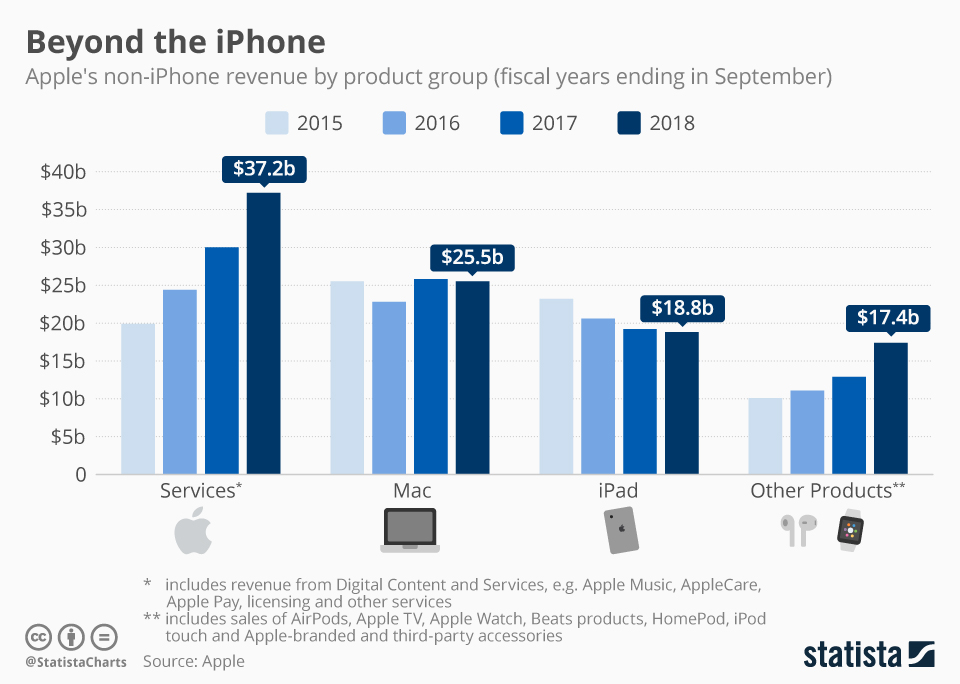 Beyond the iPhone
Apple's non-iPhone revenue by product group (fiscal years ending in September)
2015 2016 2017 2018
$40b
$35b
$30b
$25b
$20b
$15b
$10b
$5b
0
$37.2b
$25.5b
$18.8b
$17.4b
Services* Mac iPad Other Products**
* includes revenue from Digital Content and Services, e.g. Apple Music, AppleCare,
Apple Pay, licensing and other services
** includes sales of AirPods, Apple TV, Apple Watch, Beats products, HomePod, iPod
touch and Apple-branded and third-party accessories
cc
@StatistaCharts Source: Apple
statista